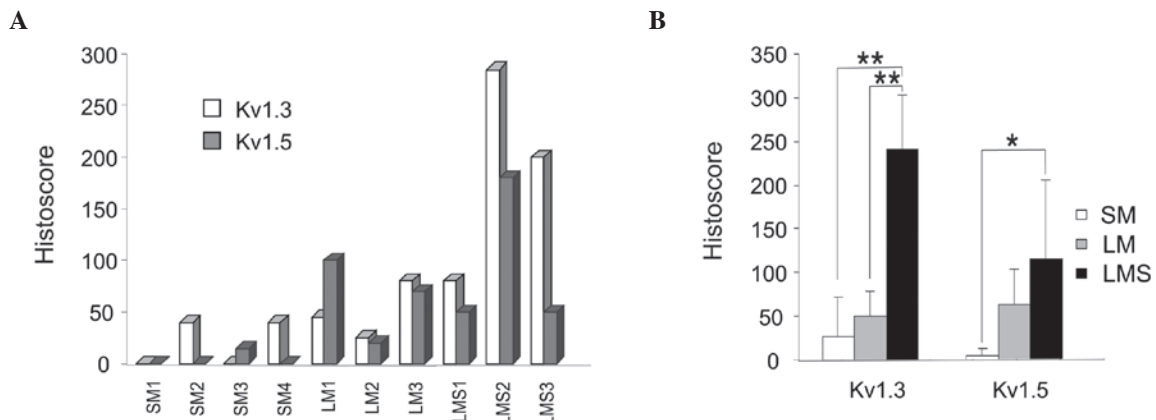 A
300
250
200
150
100
50
0
Histoscore
Kv1.3
Kv1.5
SM1
SM2
SM3
SM4
LM1
LM2
LM3
LMS1
LMS2
LMS3
B
350
300
250
200
150
100
50
0
Histoscore
**
**
*
SM
LM
LMS
Kv1.3
Kv1.5